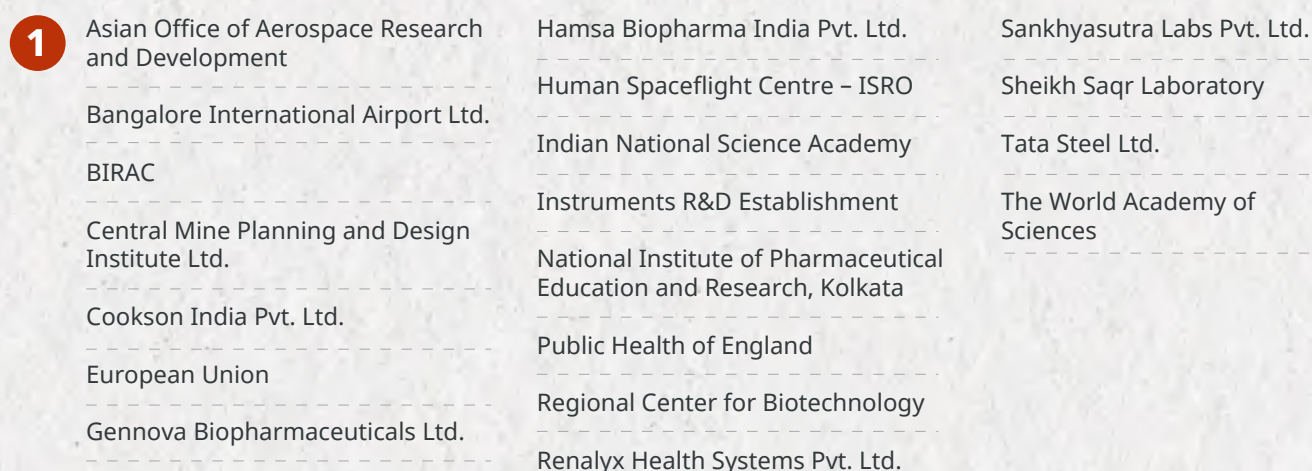 1
Asian Office of Aerospace Research
and Development
Bangalore International Airport Ltd.
BIRAC
Central Mine Planning and Design
Institute Ltd.
Cookson India Pvt. Ltd.
European Union
Gennova Biopharmaceuticals Ltd.
Hamsa Biopharma India Pvt. Ltd.
Human Spaceflight Centre – ISRO
Indian National Science Academy
Instruments R&D Establishment
National Institute of Pharmaceutical
Education and Research, Kolkata
Public Health of England
Regional Center for Biotechnology
Renalyx Health Systems Pvt. Ltd.
Sankhyasutra Labs Pvt. Ltd.
Sheikh Saqr Laboratory
Tata Steel Ltd.
The World Academy of
Sciences